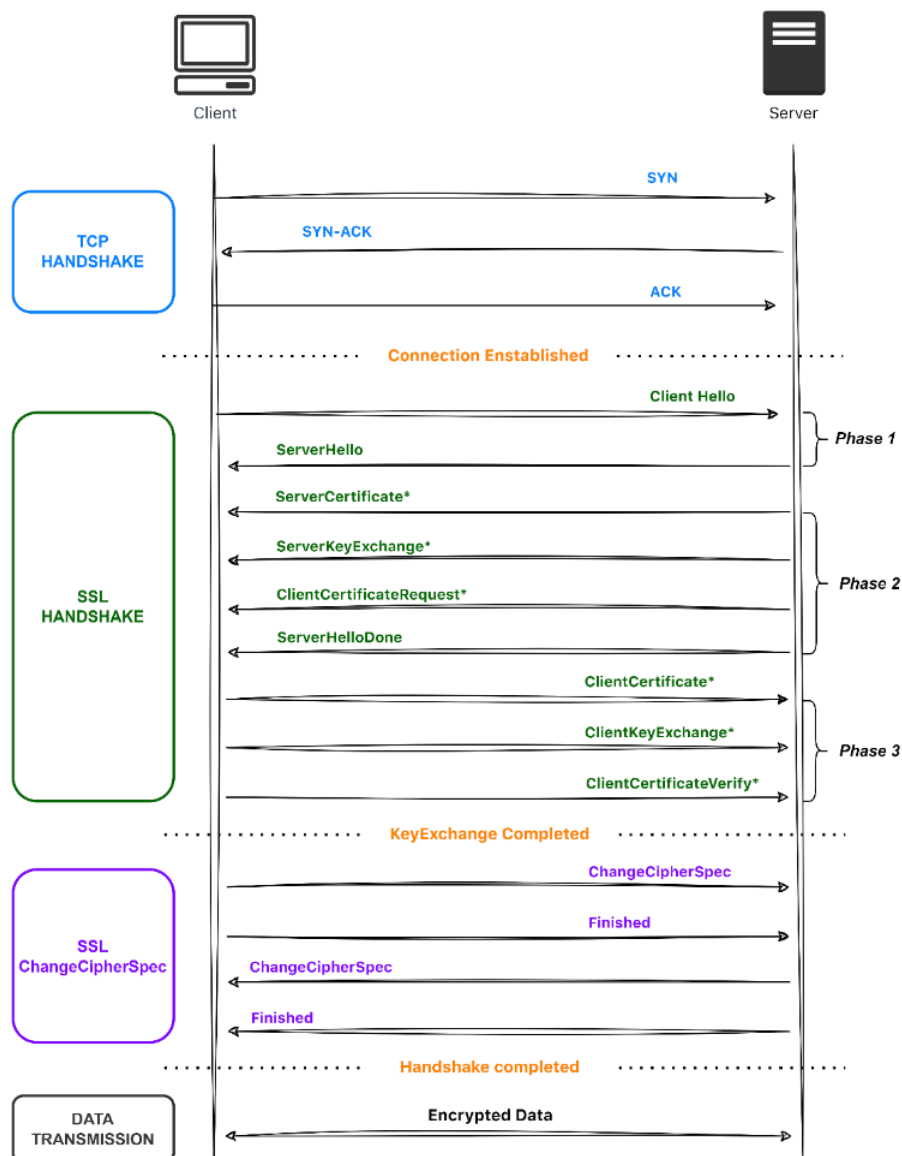 Client
Server
SYN
SYN-ACK
TCP
HANDSHAKE
ACK
Connection Enstablished
Client Hello
Phase 1
ServerHello
ServerCertificate*
ServerKeyExchange*
Phase 2
ClientCertificateRequest*
SSL
HANDSHAKE
ServerHelloDone
ClientCertificate*
ClientKeyExchange*
Phase 3
ClientCertificateVerify*
KeyExchange Completed
ChangeCipherSpec
Finished
SSL
ChangeCipherSpec
ChangeCipherSpec
Finished
Handshake completed
Encrypted Data
DATA
TRANSMISSION